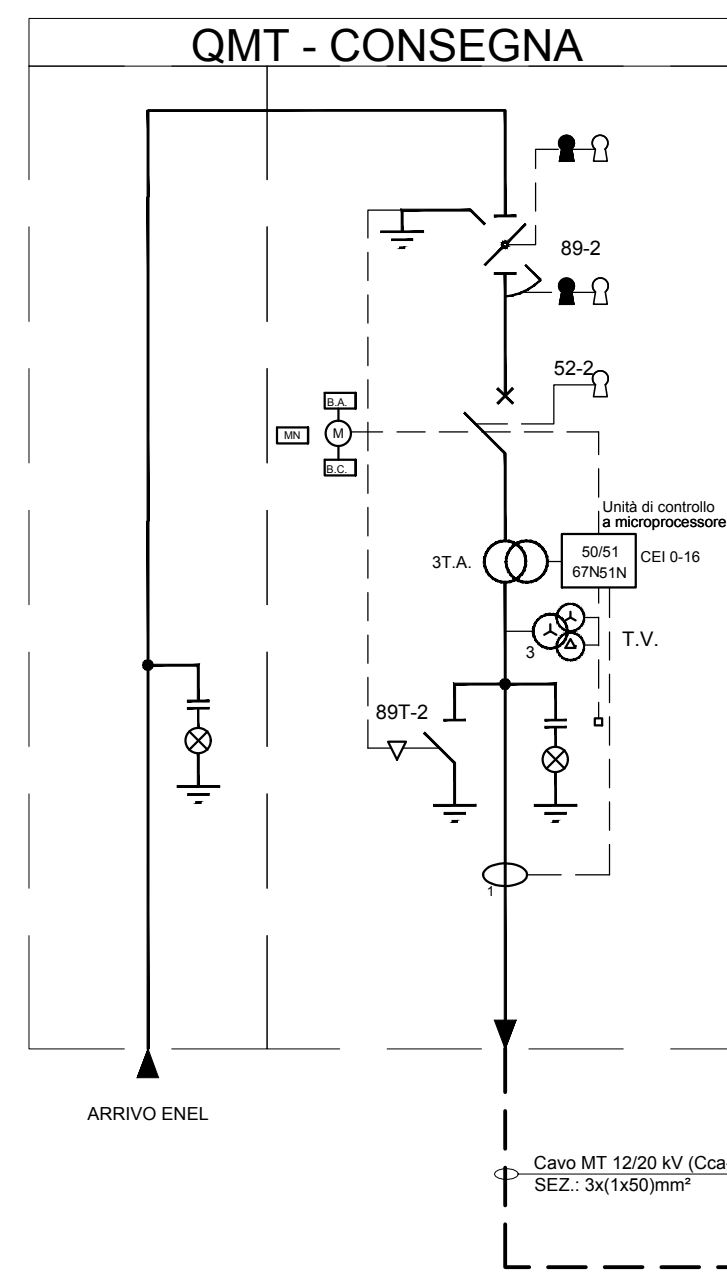 QMT - CONSEGNA
89-2
52-2
B.A.
MN
M
B.C.
Unità di controllo
a microprocessore
3T.A.
50/51
67N51N
CEI 0-16
3
T.V.
89T-2
1
ARRIVO ENEL
Cavo MT 12/20 kV (Cca
SEZ.: 3x(1x50)mm²